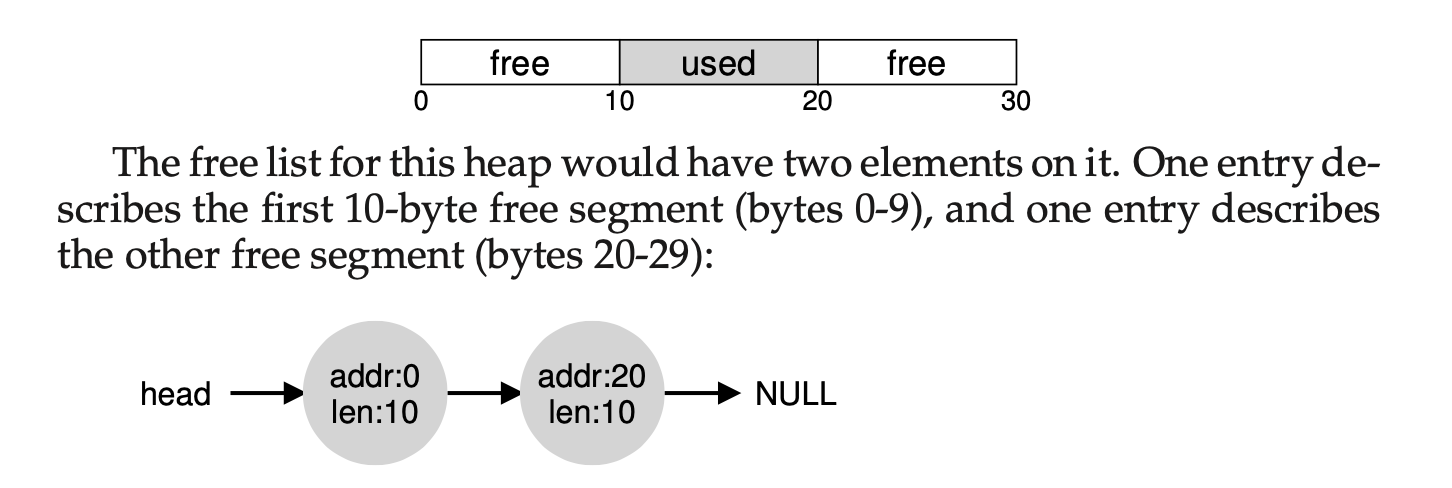 free used free
0 10 20 30
The free list for this heap would have two elements on it. One entry de-
scribes the first 10-byte free segment (bytes 0-9), and one entry describes
the other free segment (bytes 20-29):
addr:0 addr:20
head NULL
len:10 len:10